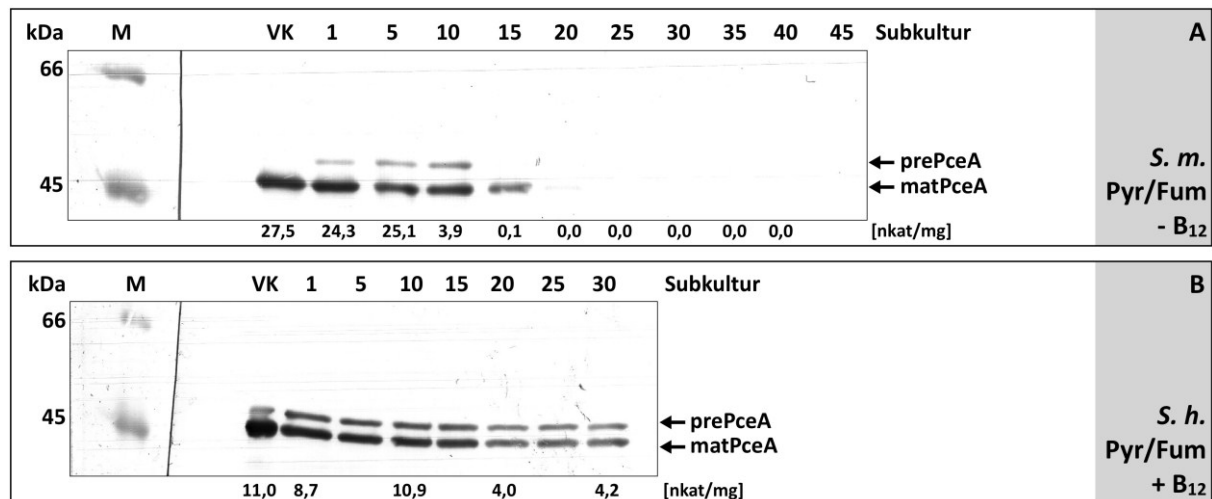 kDa M VK 1 5 10 15 20 25 30 35 40 45 Subkultur A
66
prePceA
45 matPceA
S. m.
Pyr/Fum
- B₁₂
27,5 24,3 25,1 3,9 0,1 0,0 0,0 0,0 0,0 0,0 [nkat/mg]
kDa M VK 1 5 10 15 20 25 30 Subkultur B
66
45
prePceA
matPceA
S. h.
Pyr/Fum
+ B₁₂
11,0 8,7 10,9 4,0 4,2 [nkat/mg]